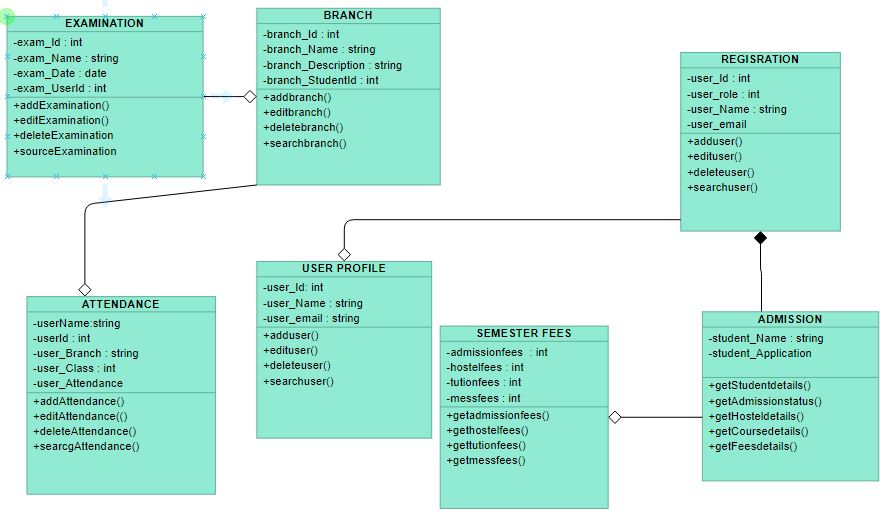 EXAMINATION
-exam_Id : int
-exam_Name : string
-exam_Date : date
-exam_UserId : int
+addExamination()
+editExamination()
+deleteExamination
+sourceExamination
BRANCH
-branch_Id : int
-branch_Name : string
-branch_Description : string
-branch_StudentId : int
+addbranch()
+editbranch()
+deletebranch()
+searchbranch()
REGISRATION
-user_Id : int
-user_role : int
-user_Name : string
-user_email
+adduser()
+edituser()
+deleteuser()
+searchuser()
ATTENDANCE
-userName:string
-userId : int
-user_Branch : string
-user_Class : int
-user_Attendance
+addAttendance()
+editAttendance(()
+deleteAttendance()
+searcgAttendance()
USER PROFILE
-user_Id: int
-user_Name : string
-user_email : string
+adduser()
+edituser()
+deleteuser()
+searchuser()
SEMESTER FEES
-admissionfees : int
-hostelfees : int
-tutionfees : int
-messfees : int
+getadmissionfees()
+gethostelfees()
+gettutionfees()
+getmessfees()
ADMISSION
-student_Name : string
-student_Application
+getStudentdetails()
+getAdmissionstatus()
+getHosteldetails()
+getCoursedetails()
+getFeesdetails()